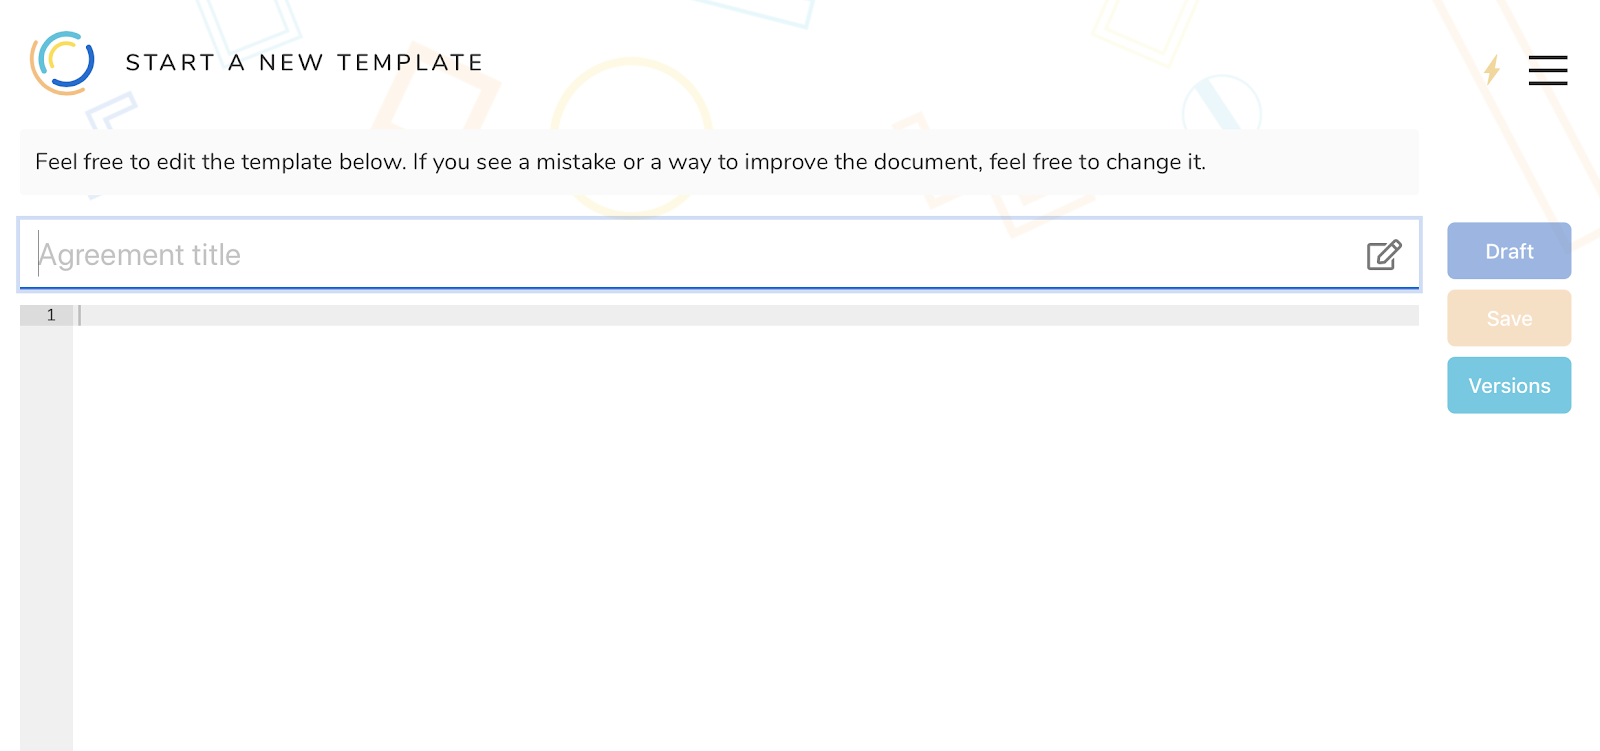 START A NEW TEMPLATE
Feel free to edit the template below. If you see a mistake or a way to improve the document, feel free to change it.
Agreement title
Draft
1
Save
Versions